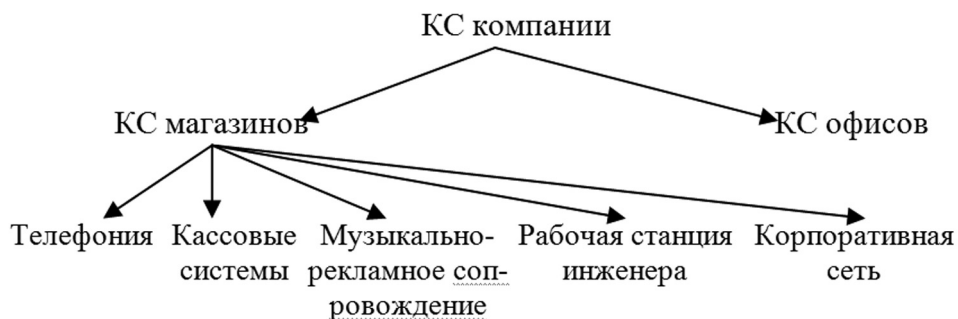 КС компании
КС магазинов
КС офисов
Телефония
Кассовые
системы
Музыкально-
рекламное соп-
ровождение
Рабочая станция
инженера
Корпоративная
сеть